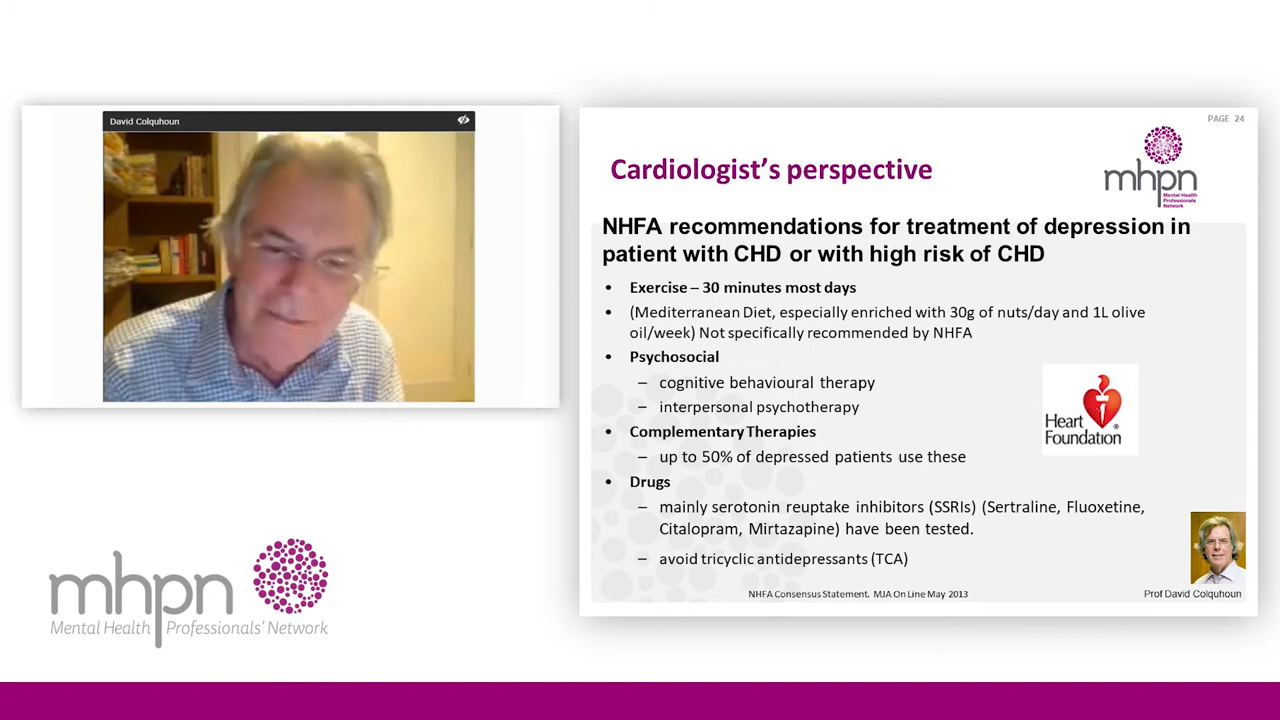 David Colquhoun
PAGE 24
Cardiologist's perspective
mhpn
Mental Health
Professionals
Network
NHFA recommendations for treatment of depression in
patient with CHD or with high risk of CHD
• Exercise – 30 minutes most days
• (Mediterranean Diet, especially enriched with 30g of nuts/day and 1L olive
oil/week) Not specifically recommended by NHFA
• Psychosocial
– cognitive behavioural therapy
– interpersonal psychotherapy
• Complementary Therapies
– up to 50% of depressed patients use these
• Drugs
– mainly serotonin reuptake inhibitors (SSRIs) (Sertraline, Fluoxetine,
Citalopram, Mirtazapine) have been tested.
– avoid tricyclic antidepressants (TCA)
Heart
Foundation
®
NHFA Consensus Statement. MJA On Line May 2013
Prof David Colquhoun
mhpn
Mental Health Professionals' Network